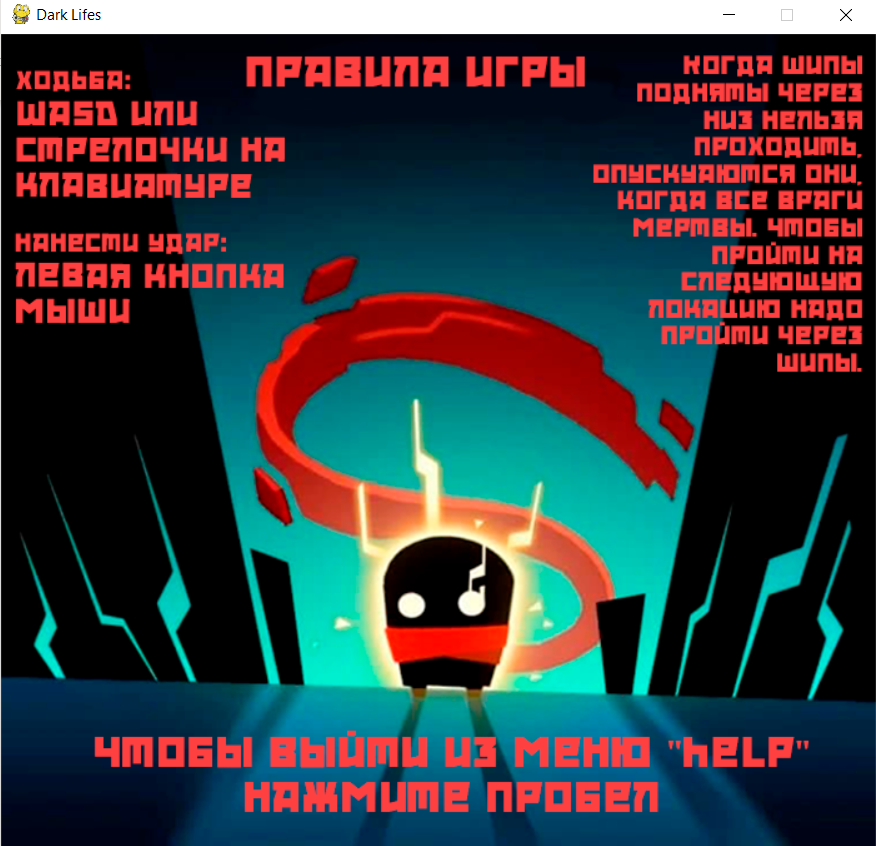 Dark Lifes
ПРАВИЛА ИГРЫ
ХОДЬБА:
WASD ИЛИ
СТРЕЛОЧКИ НА
КЛАВИАТУРЕ
НАНЕСТИ УДАР:
ЛЕВАЯ КНОПКА
МЫШИ
КОГДА ШИПЫ
ПОДНЯТЫ ЧЕРЕЗ
НИЗ НЕЛЬЗЯ
ПРОХОДИТЬ,
ОПУСКУАЮТСЯ ОНИ,
КОГДА ВСЕ ВРАГИ
МЕРТВЫ. ЧТОБЫ
ПРОЙТИ НА
СЛЕДУЮЩУЮ
ЛОКАЦИЮ НАДО
ПРОЙТИ ЧЕРЕЗ
ШИПЫ.
ЧТОБЫ ВЫЙТИ ИЗ МЕНЮ "HELP"
НАЖМИТЕ ПРОБЕЛ